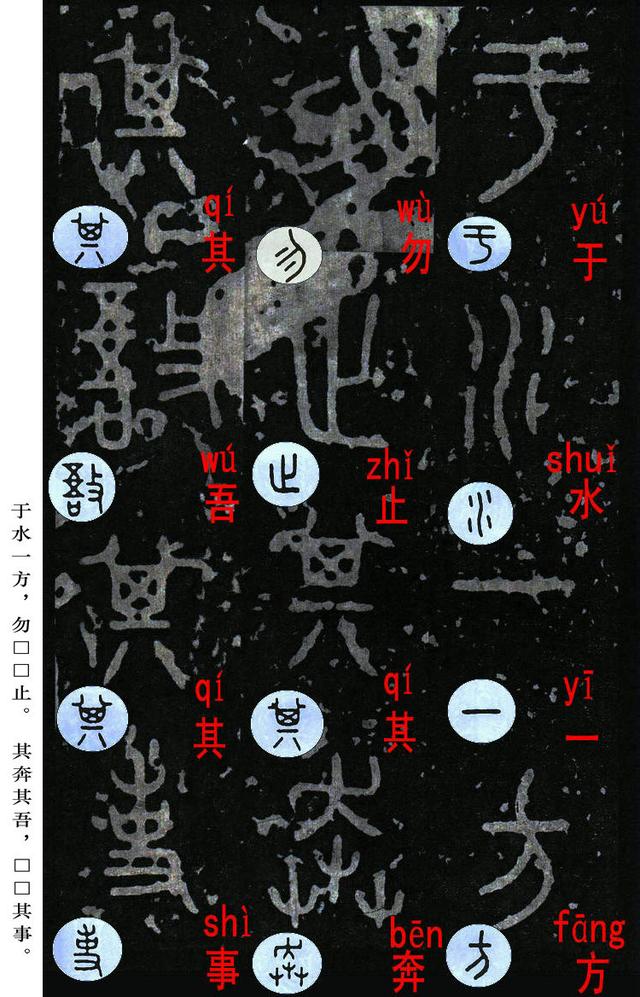 yú
于
shuǐ
水
yī
一
fāng
方
wù
勿
zhǐ
止
qí
其
bēn
奔
qí
其
wú
吾
qí
其
shì
事
于水一方，勿□□止。 其奔其吾，□□其事。